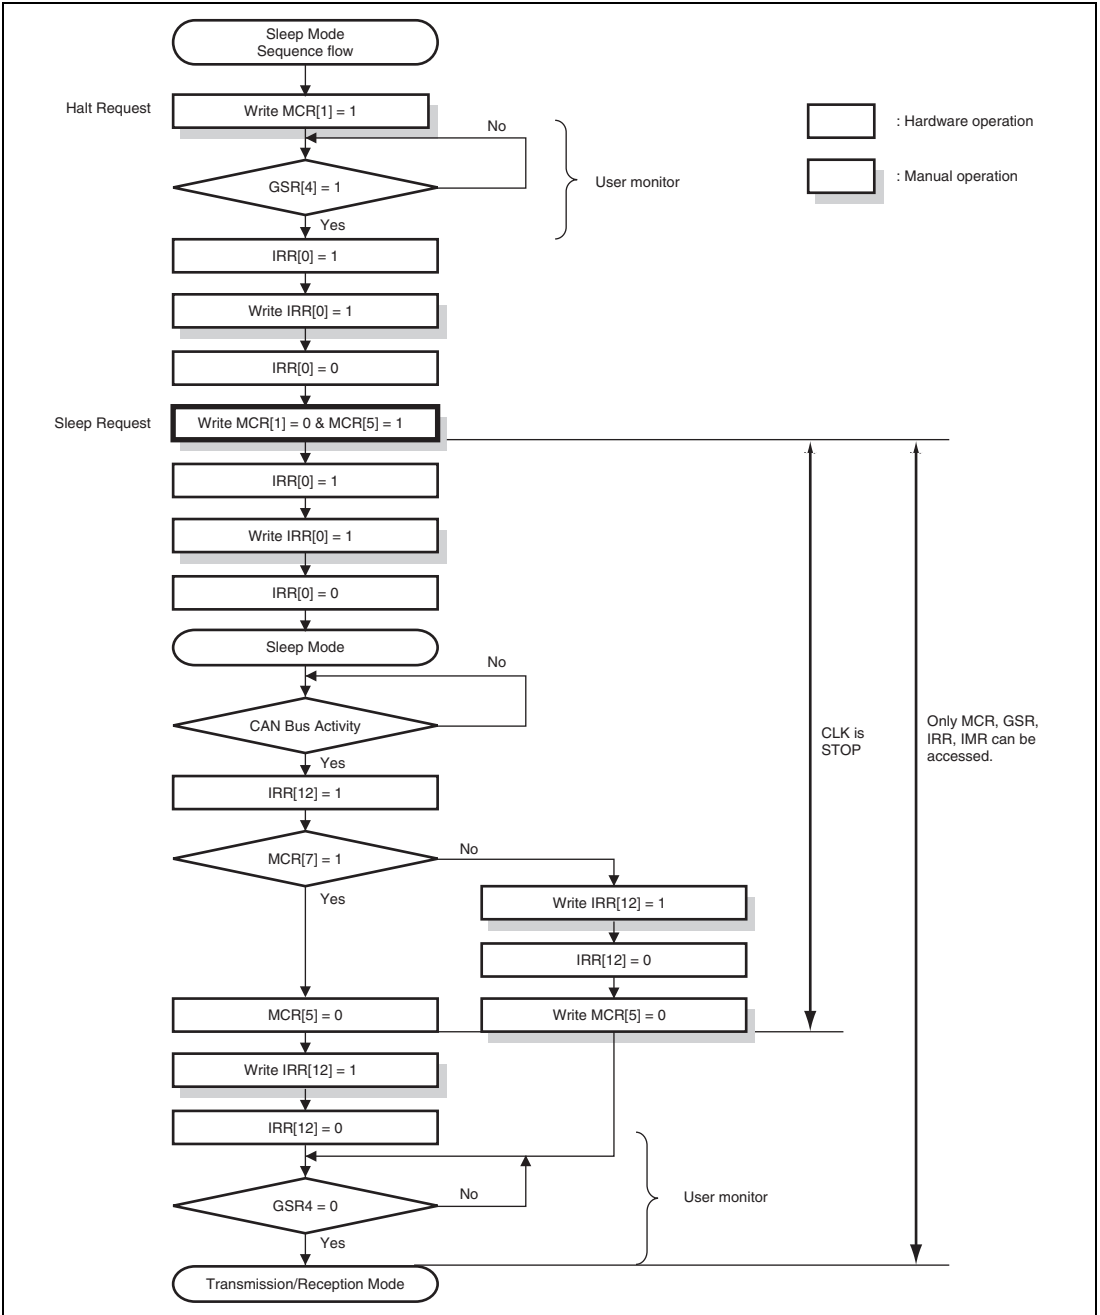 Sleep Mode
Sequence flow
Halt Request
Write MCR[1] = 1
: Hardware operation
No
GSR[4] = 1
User monitor
: Manual operation
Yes
IRR[0] = 1
Write IRR[0] = 1
IRR[0] = 0
Sleep Request
Write MCR[1] = 0 & MCR[5] = 1
IRR[0] = 1
Write IRR[0] = 1
IRR[0] = 0
Sleep Mode
No
CAN Bus Activity
CLK is
STOP
Only MCR, GSR,
IRR, IMR can be
accessed.
Yes
IRR[12] = 1
MCR[7] = 1
No
Yes
Write IRR[12] = 1
IRR[12] = 0
MCR[5] = 0
Write MCR[5] = 0
Write IRR[12] = 1
IRR[12] = 0
GSR4 = 0
No
User monitor
Yes
Transmission/Reception Mode